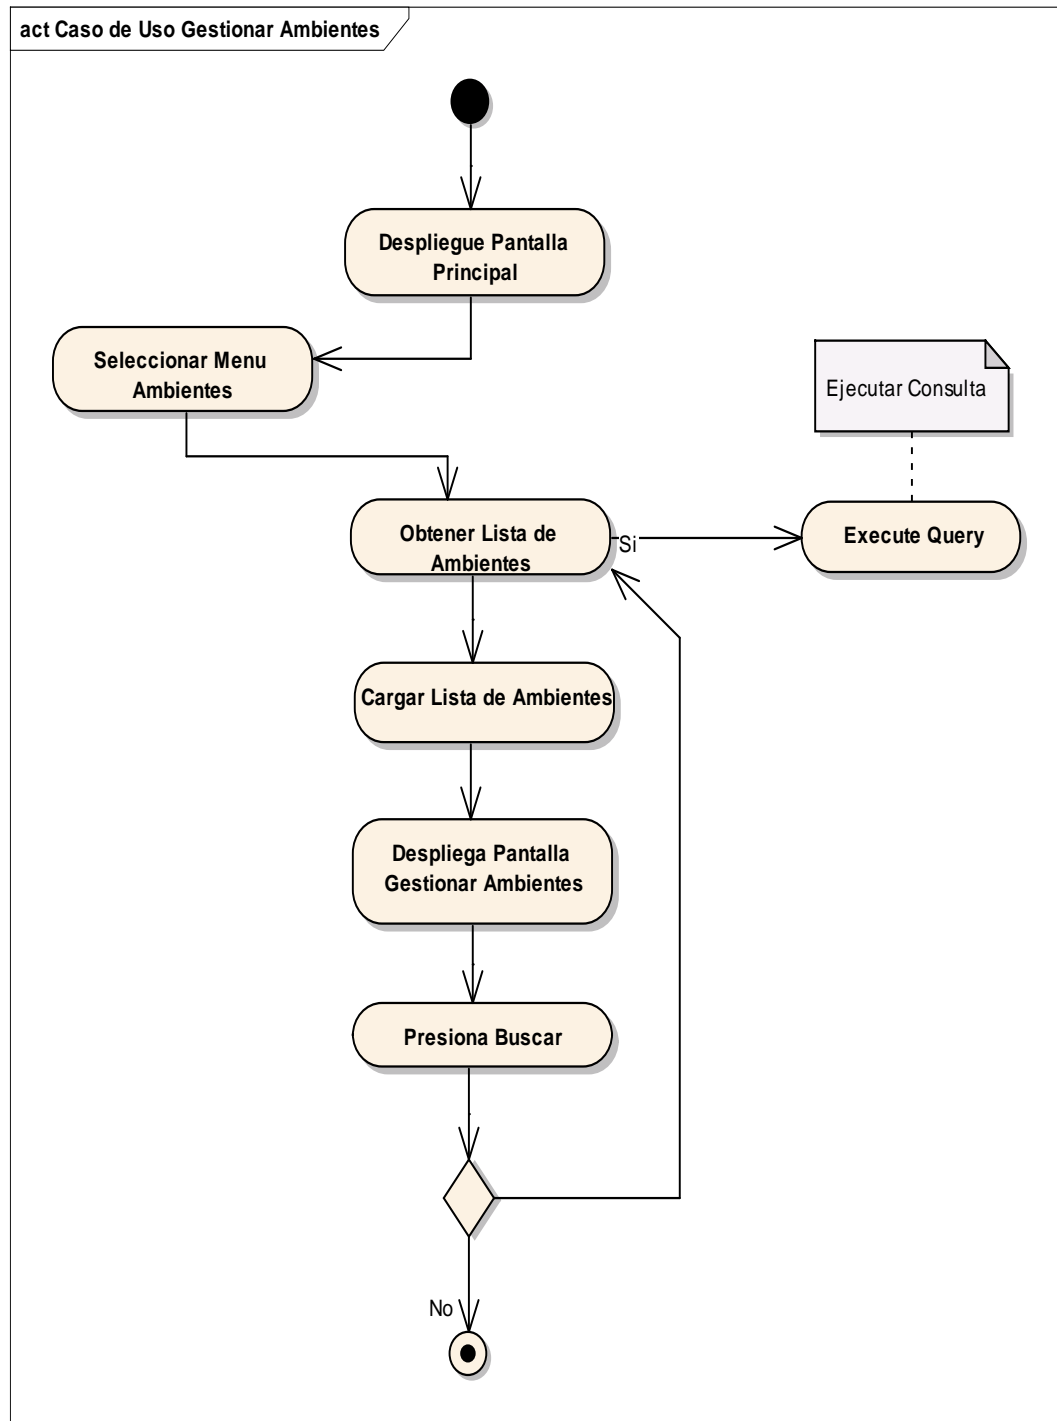 act Caso de Uso Gestionar Ambientes
Despliegue Pantalla
Principal
Seleccionar Menu
Ambientes
Ejecutar Consulta
Obtener Lista de
Ambientes
Si
Execute Query
Cargar Lista de Ambientes
Despliega Pantalla
Gestionar Ambientes
Presiona Buscar
No